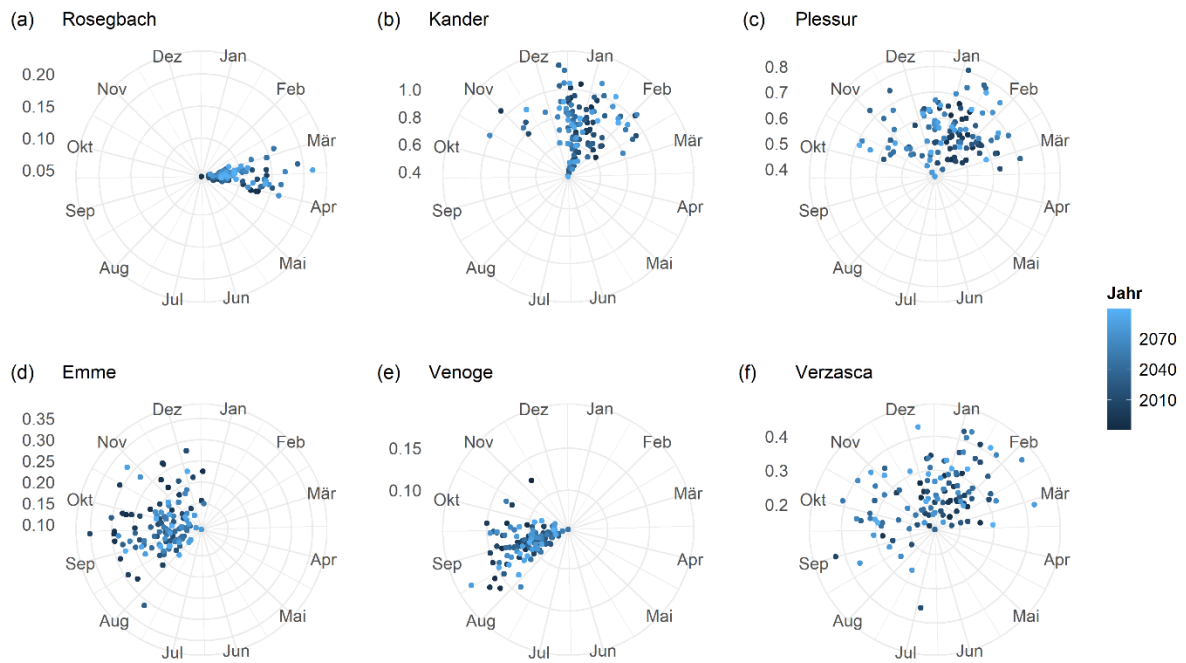 (a) Rosegbach
0.20
0.15
0.10
0.05
Dez
Jan
Nov
Feb
Okt
Mär
Sep
Apr
Aug
Mai
Jul
Jun
(b) Kander
1.0
0.8
0.6
0.4
Dez
Jan
Nov
Feb
Okt
Mär
Sep
Apr
Aug
Mai
Jul
Jun
(c) Plessur
0.8
0.7
0.6
0.5
0.4
Dez
Jan
Nov
Feb
Okt
Mär
Sep
Apr
Aug
Mai
Jul
Jun
Jahr
2070
2040
2010
(d) Emme
0.35
0.30
0.25
0.20
0.15
0.10
Dez
Jan
Nov
Feb
Okt
Mär
Sep
Apr
Aug
Mai
Jul
Jun
(e) Venoge
0.15
0.10
Dez
Jan
Nov
Feb
Okt
Mär
Sep
Apr
Aug
Mai
Jul
Jun
(f) Verzasca
0.4
0.3
0.2
Dez
Jan
Nov
Feb
Okt
Mär
Sep
Apr
Aug
Mai
Jul
Jun